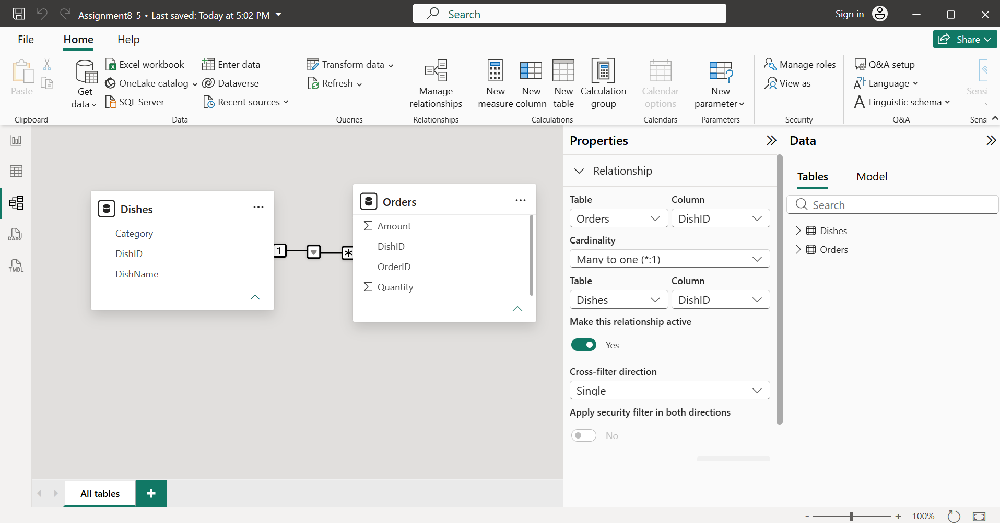 Assignment8_5 • Last saved: Today at 5:02 PM
Search
Sign in
File
Home
Help
Share
Paste
Clipboard
Get data
Excel workbook
OneLake catalog
SQL Server
Enter data
Dataverse
Recent sources
Data
Transform data
Refresh
Queries
Manage relationships
Relationships
New measure
New column
New table
Calculation group
Calculations
Calendar options
Calendars
New parameter
Parameters
Manage roles
View as
Security
Q&A setup
Language
Linguistic schema
Q&A
Sensi
Sens
DAX
TMDL
Dishes
Category
DishID
DishName
1
*
Orders
Σ Amount
DishID
OrderID
Σ Quantity
Properties
Relationship
Table Column
Orders DishID
Cardinality
Many to one (*:1)
Table Column
Dishes DishID
Make this relationship active
Yes
Cross-filter direction
Single
Apply security filter in both directions
No
Data
Tables Model
Search
Dishes
Orders
All tables
+
- + 100%